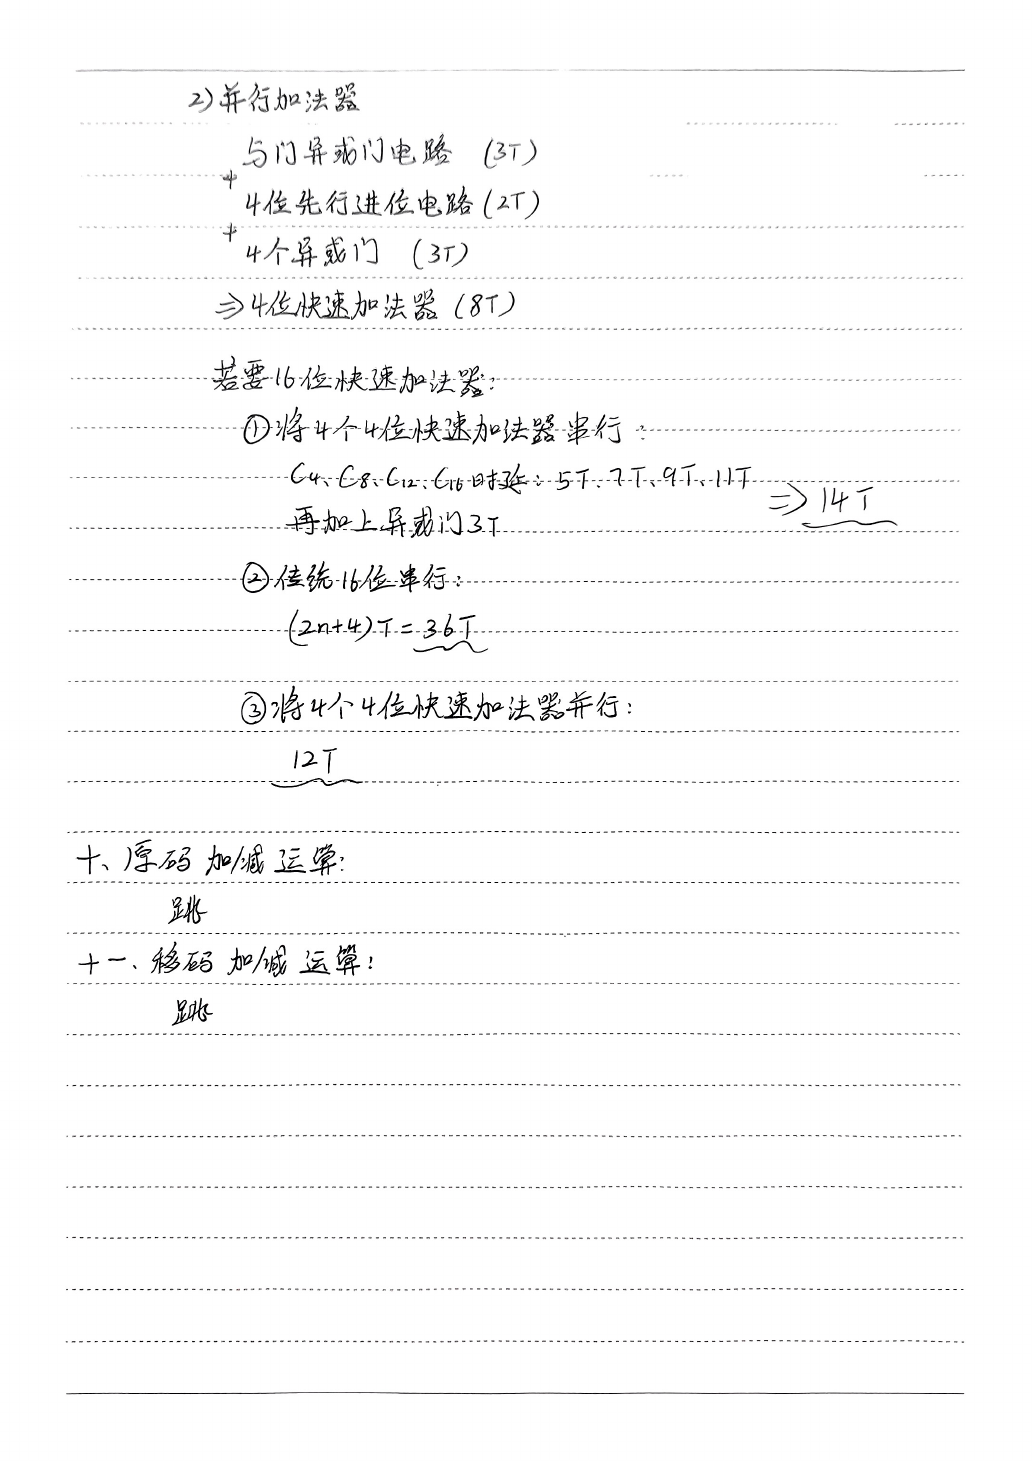 2)并行加法器
与门异或门电路 (3T)
+
4位先行进位电路(2T)
+
4个异或门 (3T)
⇒4位快速加法器(8T)
若要16位快速加法器:
①将4个4位快速加法器串行:
C4、C8、C12、C16时延:5T、7T、9T、11T
⇒14T
再加上异或门3T
②传统16位串行:
(2n+4)T=36T
③将4个4位快速加法器并行:
12T
十、原码 加/减 运算:
跳
十一、移码 加/减 运算:
跳